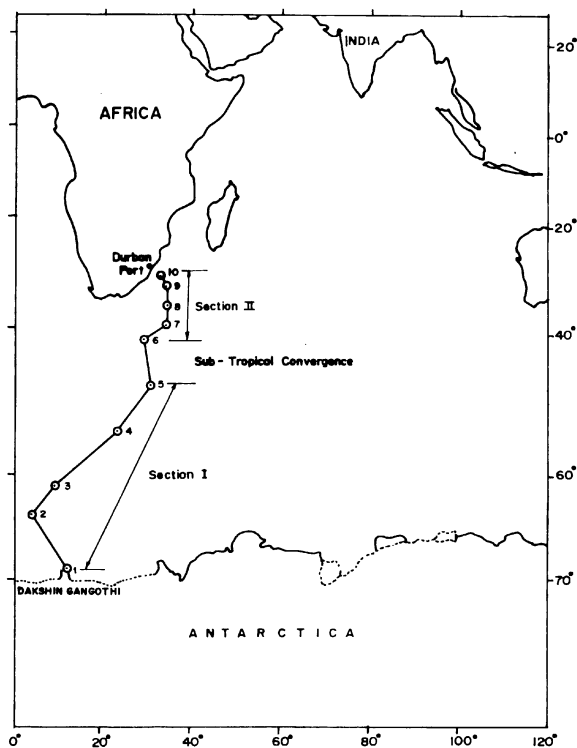 INDIA
20°
AFRICA
0°
20°
Durban
Port
10
9
Section II
8
7
40°
6
Sub-Tropical Convergence
5
4
60°
3
Section I
2
1
70°
DAKSHIN GANGOTHI
ANTARCTICA
0° 20° 40° 60° 80° 100° 120°